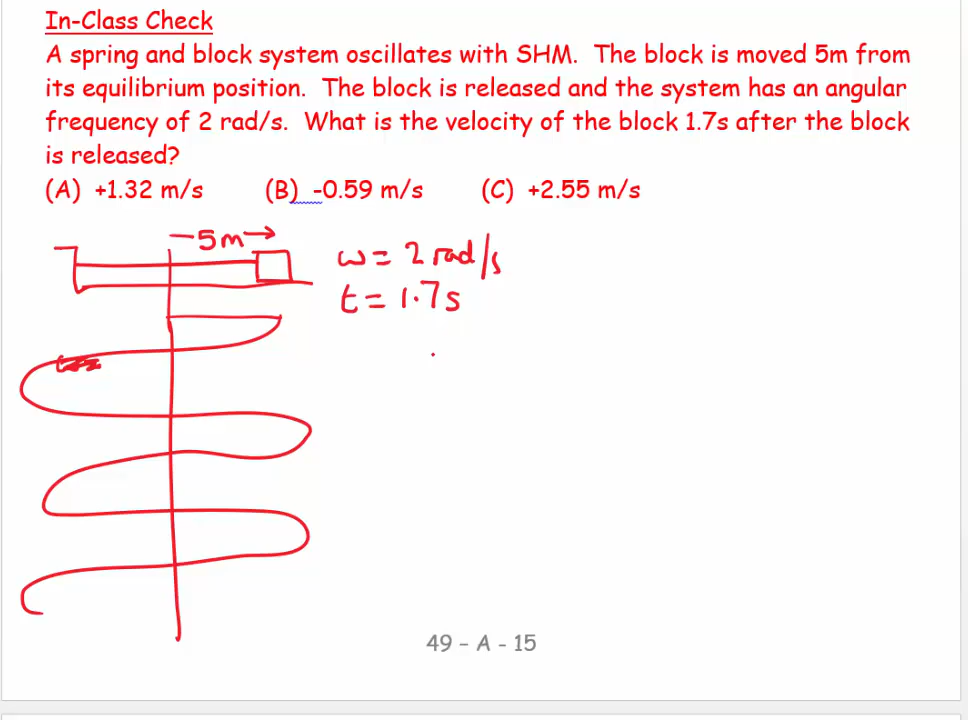 In-Class Check
A spring and block system oscillates with SHM. The block is moved 5m from
its equilibrium position. The block is released and the system has an angular
frequency of 2 rad/s. What is the velocity of the block 1.7s after the block
is released?
(A) +1.32 m/s (B) -0.59 m/s (C) +2.55 m/s
5m
ω = 2 rad/s
t = 1.7s
49 – A - 15